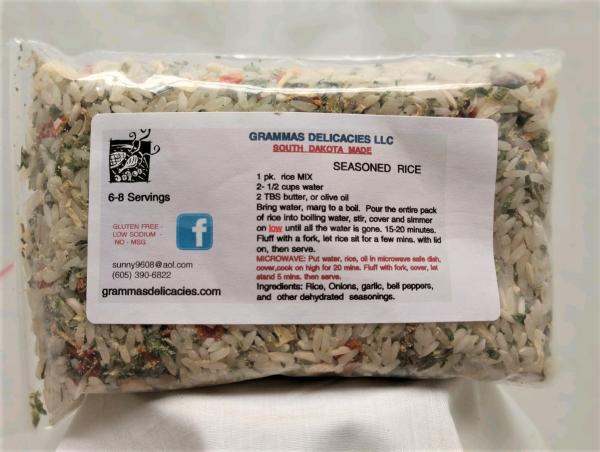 GRAMMAS DELICACIES LLC
SOUTH DAKOTA MADE
SEASONED RICE
6-8 Servings
GLUTEN FREE -
LOW SODIUM -
NO - MSG
f
sunny9608@aol.com
(605) 390-6822
grammasdelicacies.com
1 pk. rice MIX
2- 1/2 cups water
2 TBS butter, or olive oil
Bring water, marg to a boil. Pour the entire pack
of rice into boiling water, stir, cover and simmer
on low until all the water is gone. 15-20 minutes.
Fluff with a fork, let rice sit for a few mins. with lid
on, then serve.
MICROWAVE: Put water, rice, oil in microwave safe dish,
cover,cook on high for 20 mins. Fluff with fork, cover, let
stand 5 mins. then serve.
Ingredients: Rice, Onions, garlic, bell peppers,
and other dehydrated seasonings.